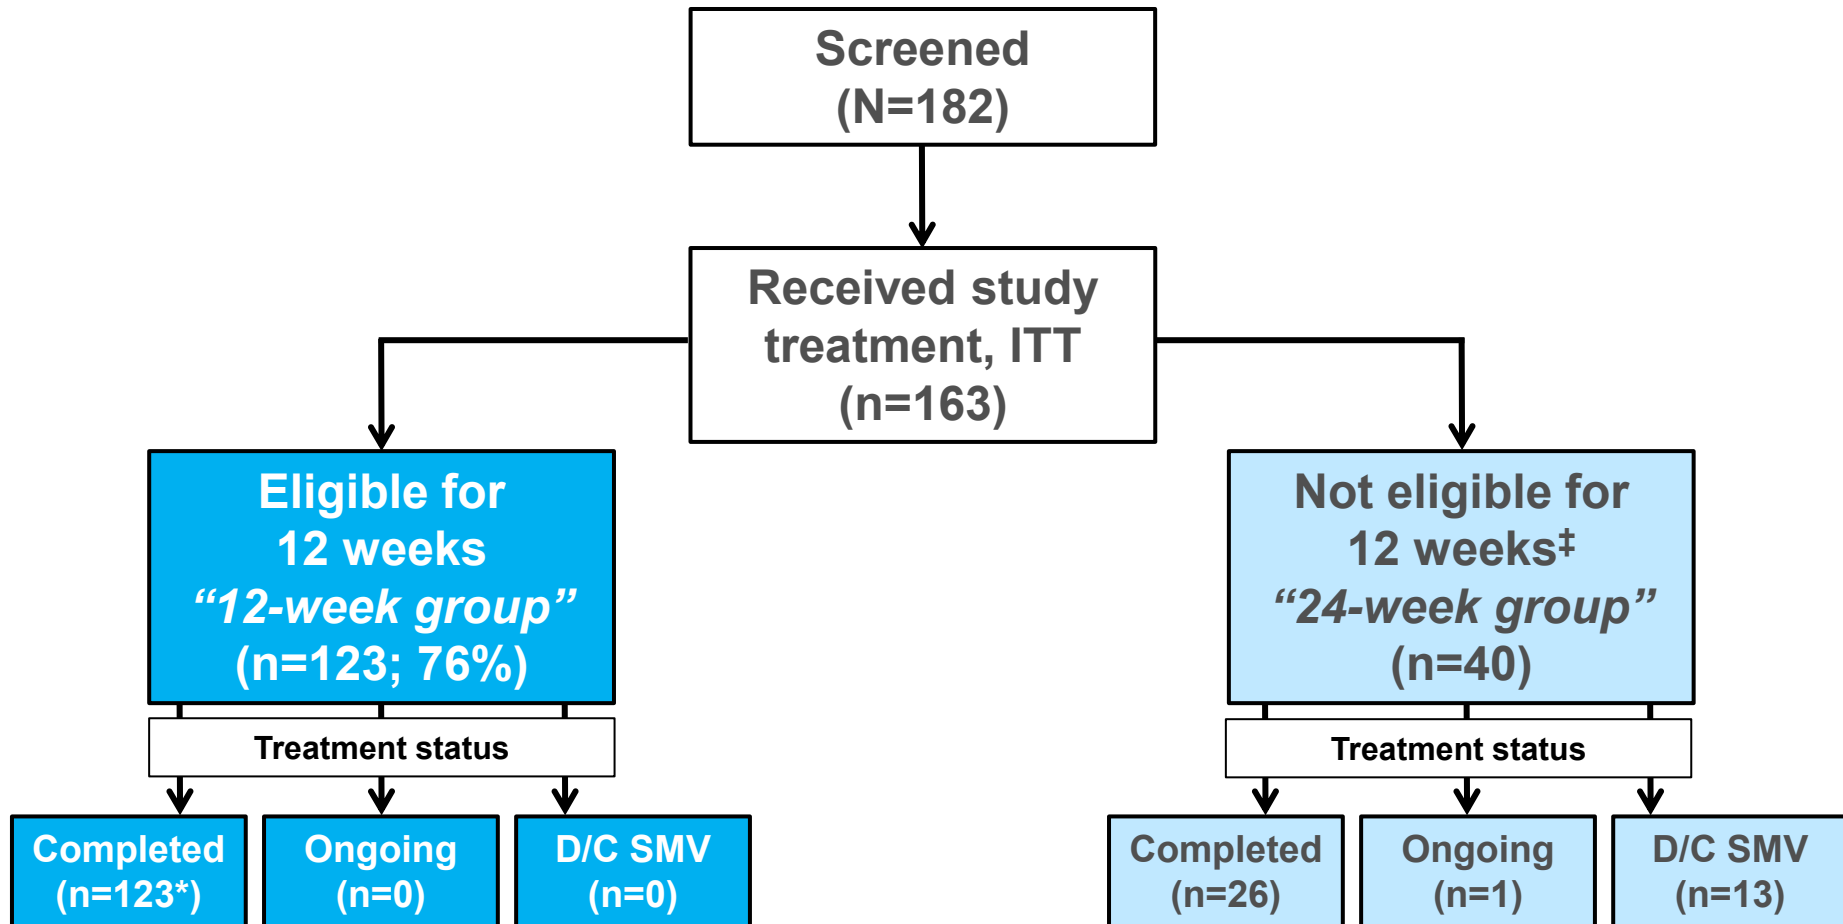 Screened
(N=182)
Received study
treatment, ITT
(n=163)
Eligible for
12 weeks
“12-week group”
(n=123; 76%)
Not eligible for
12 weeks‡
“24-week group”
(n=40)
Treatment status
Treatment status
Completed
(n=123*)
Ongoing
(n=0)
D/C SMV
(n=0)
Completed
(n=26)
Ongoing
(n=1)
D/C SMV
(n=13)